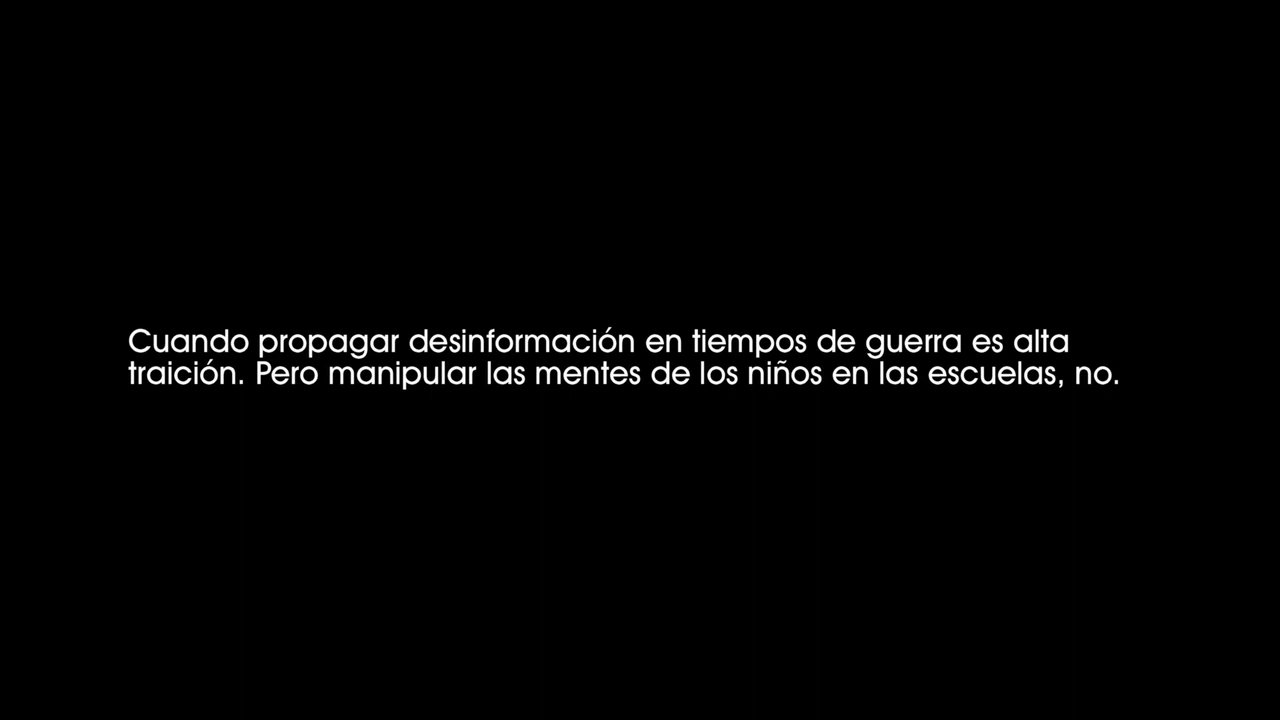 Cuando propagar desinformación en tiempos de guerra es alta
traición. Pero manipular las mentes de los niños en las escuelas, no.